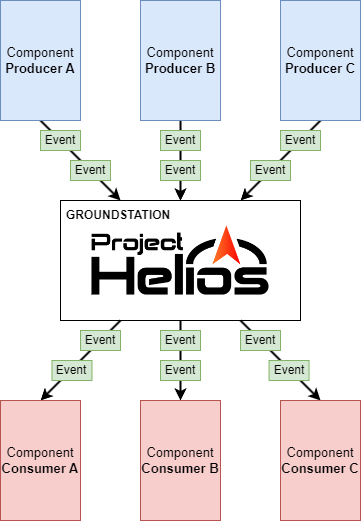 Component
Producer A
Component
Producer B
Component
Producer C
Event
Event
Event
Event
Event
Event
GROUNDSTATION
Project
Helios
Event
Event
Event
Event
Event
Event
Component
Consumer A
Component
Consumer B
Component
Consumer C